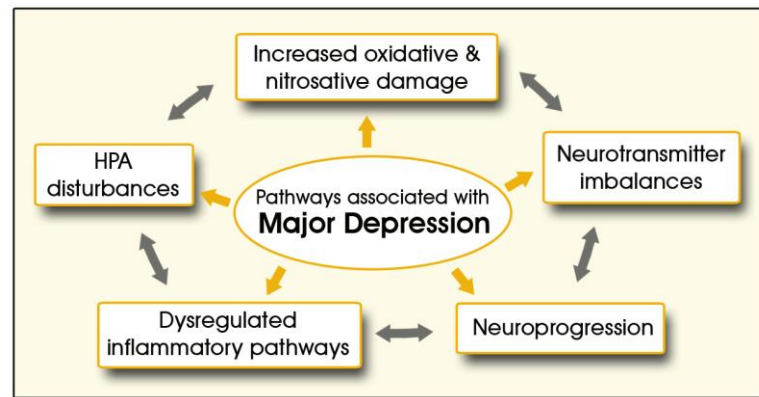 Increased oxidative &
nitrosative damage
HPA
disturbances
Neurotransmitter
imbalances
Pathways associated with
Major Depression
Dysregulated
inflammatory pathways
Neuroprogression